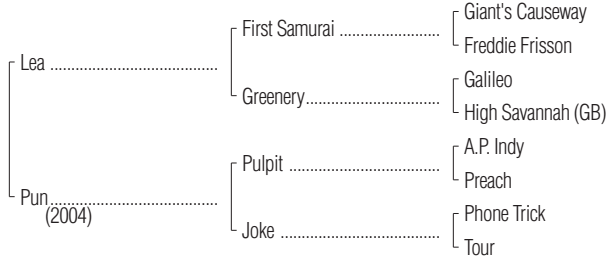 Giant's Causeway
First Samurai ........................
Freddie Frisson
Lea ........................................
Galileo
Greenery................................
High Savannah (GB)
A.P. Indy
Pulpit ....................................
Preach
Pun........................................
(2004)
Phone Trick
Joke ......................................
Tour